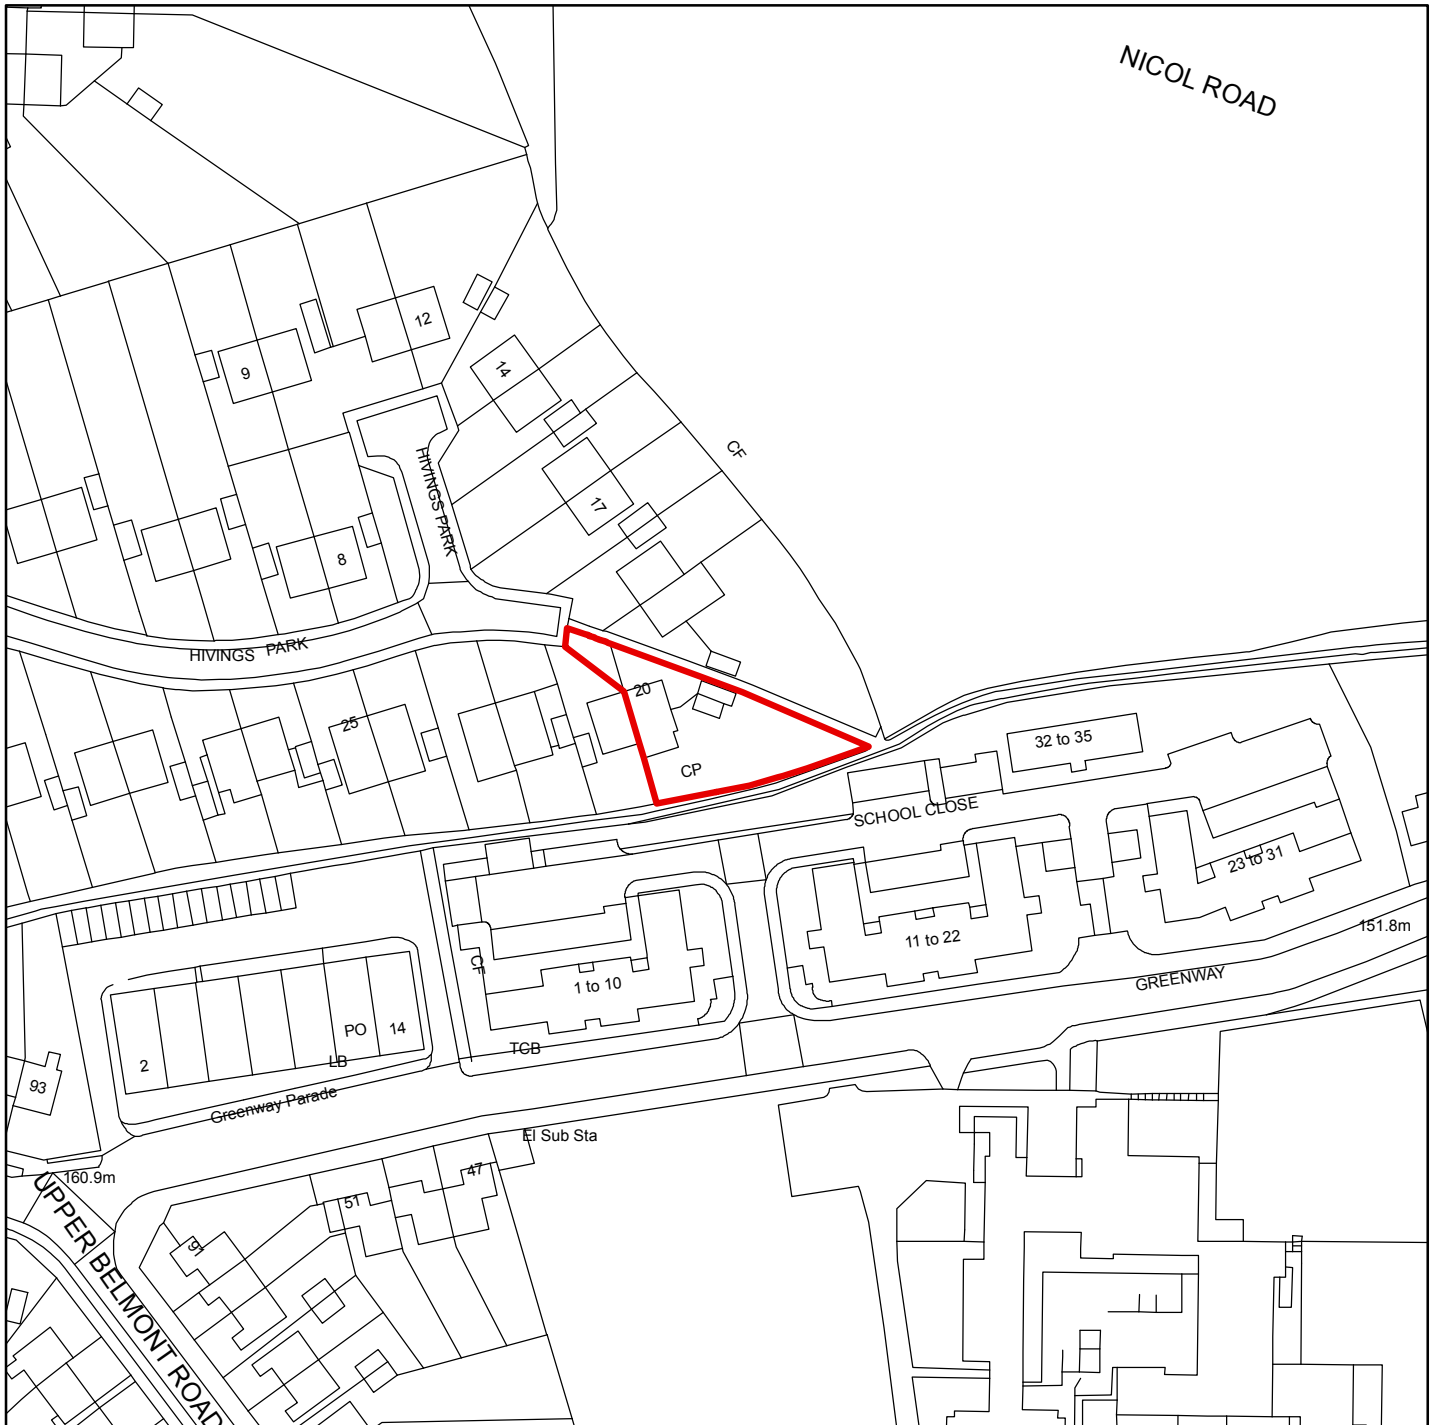 NICOL ROAD
12
9
14
CF
HIVINGS PARK
17
8
HIVINGS PARK
20
25
32 to 35
CP
SCHOOL CLOSE
23 to 31
151.8m
11 to 22
CF
GREENWAY
1 to 10
PO
14
TCB
LB
2
93
Greenway Parade
El Sub Sta
47
160.9m
51
UPPER BELMONT ROAD
91